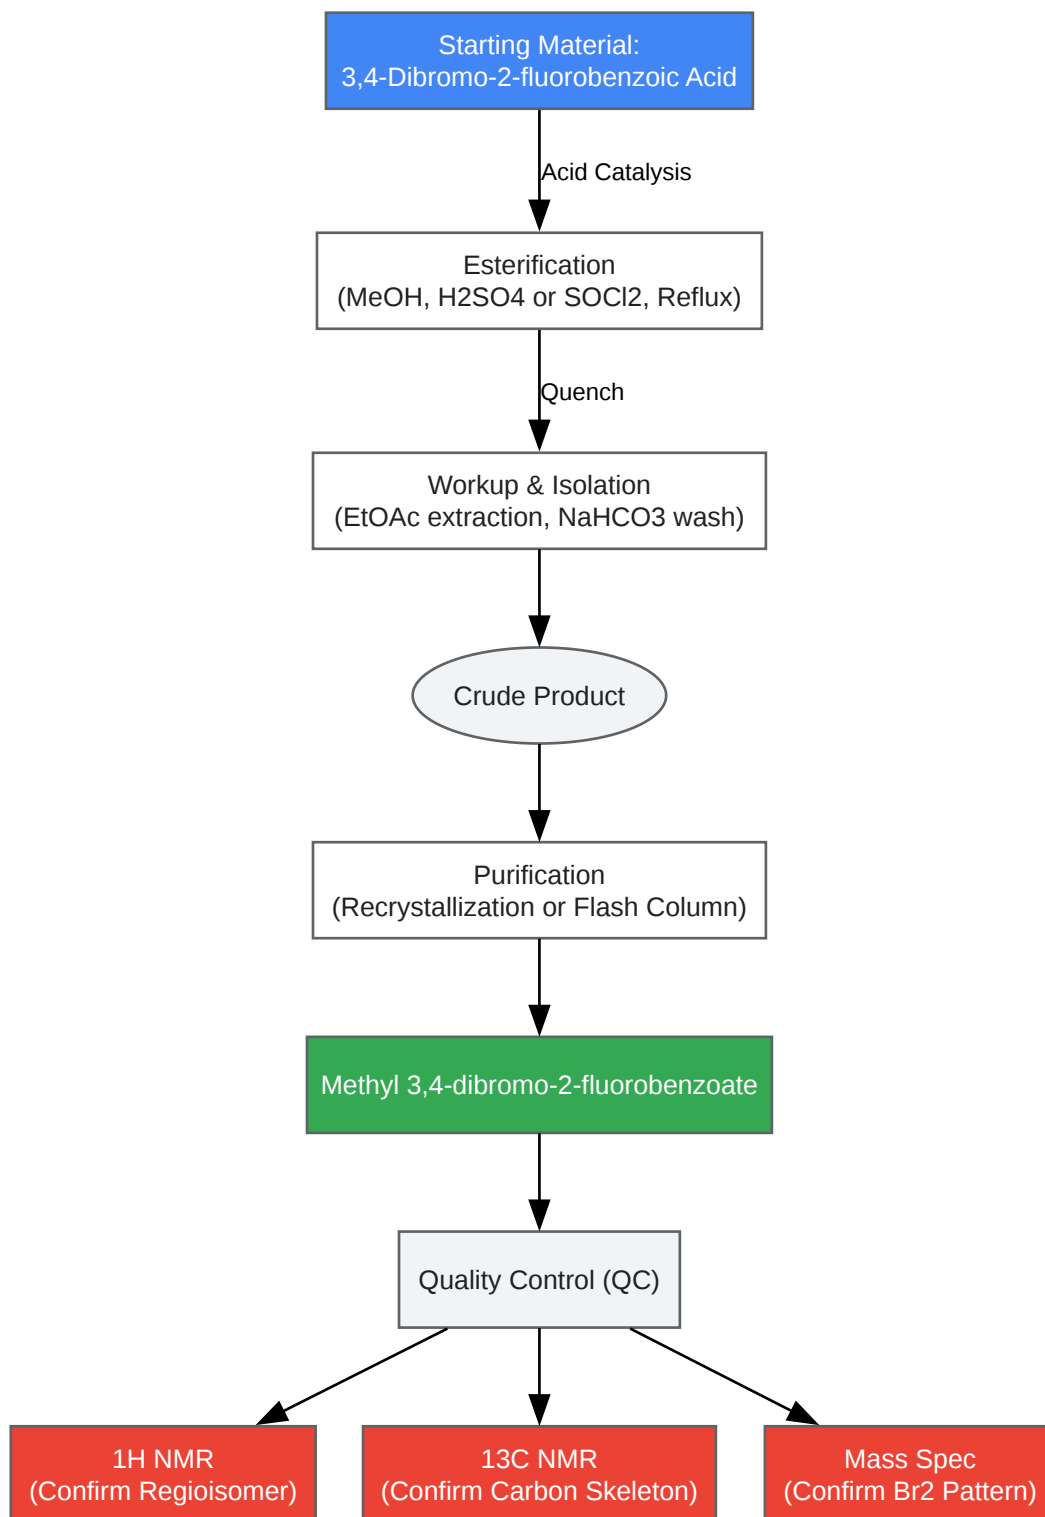 Starting Material:
3,4-Dibromo-2-fluorobenzoic Acid
Acid Catalysis
Esterification
(MeOH, H2SO4 or SOCl2, Reflux)
Quench
Workup & Isolation
(EtOAc extraction, NaHCO3 wash)
Crude Product
Purification
(Recrystallization or Flash Column)
Methyl 3,4-dibromo-2-fluorobenzoate
Quality Control (QC)
1H NMR
(Confirm Regioisomer)
13C NMR
(Confirm Carbon Skeleton)
Mass Spec
(Confirm Br2 Pattern)